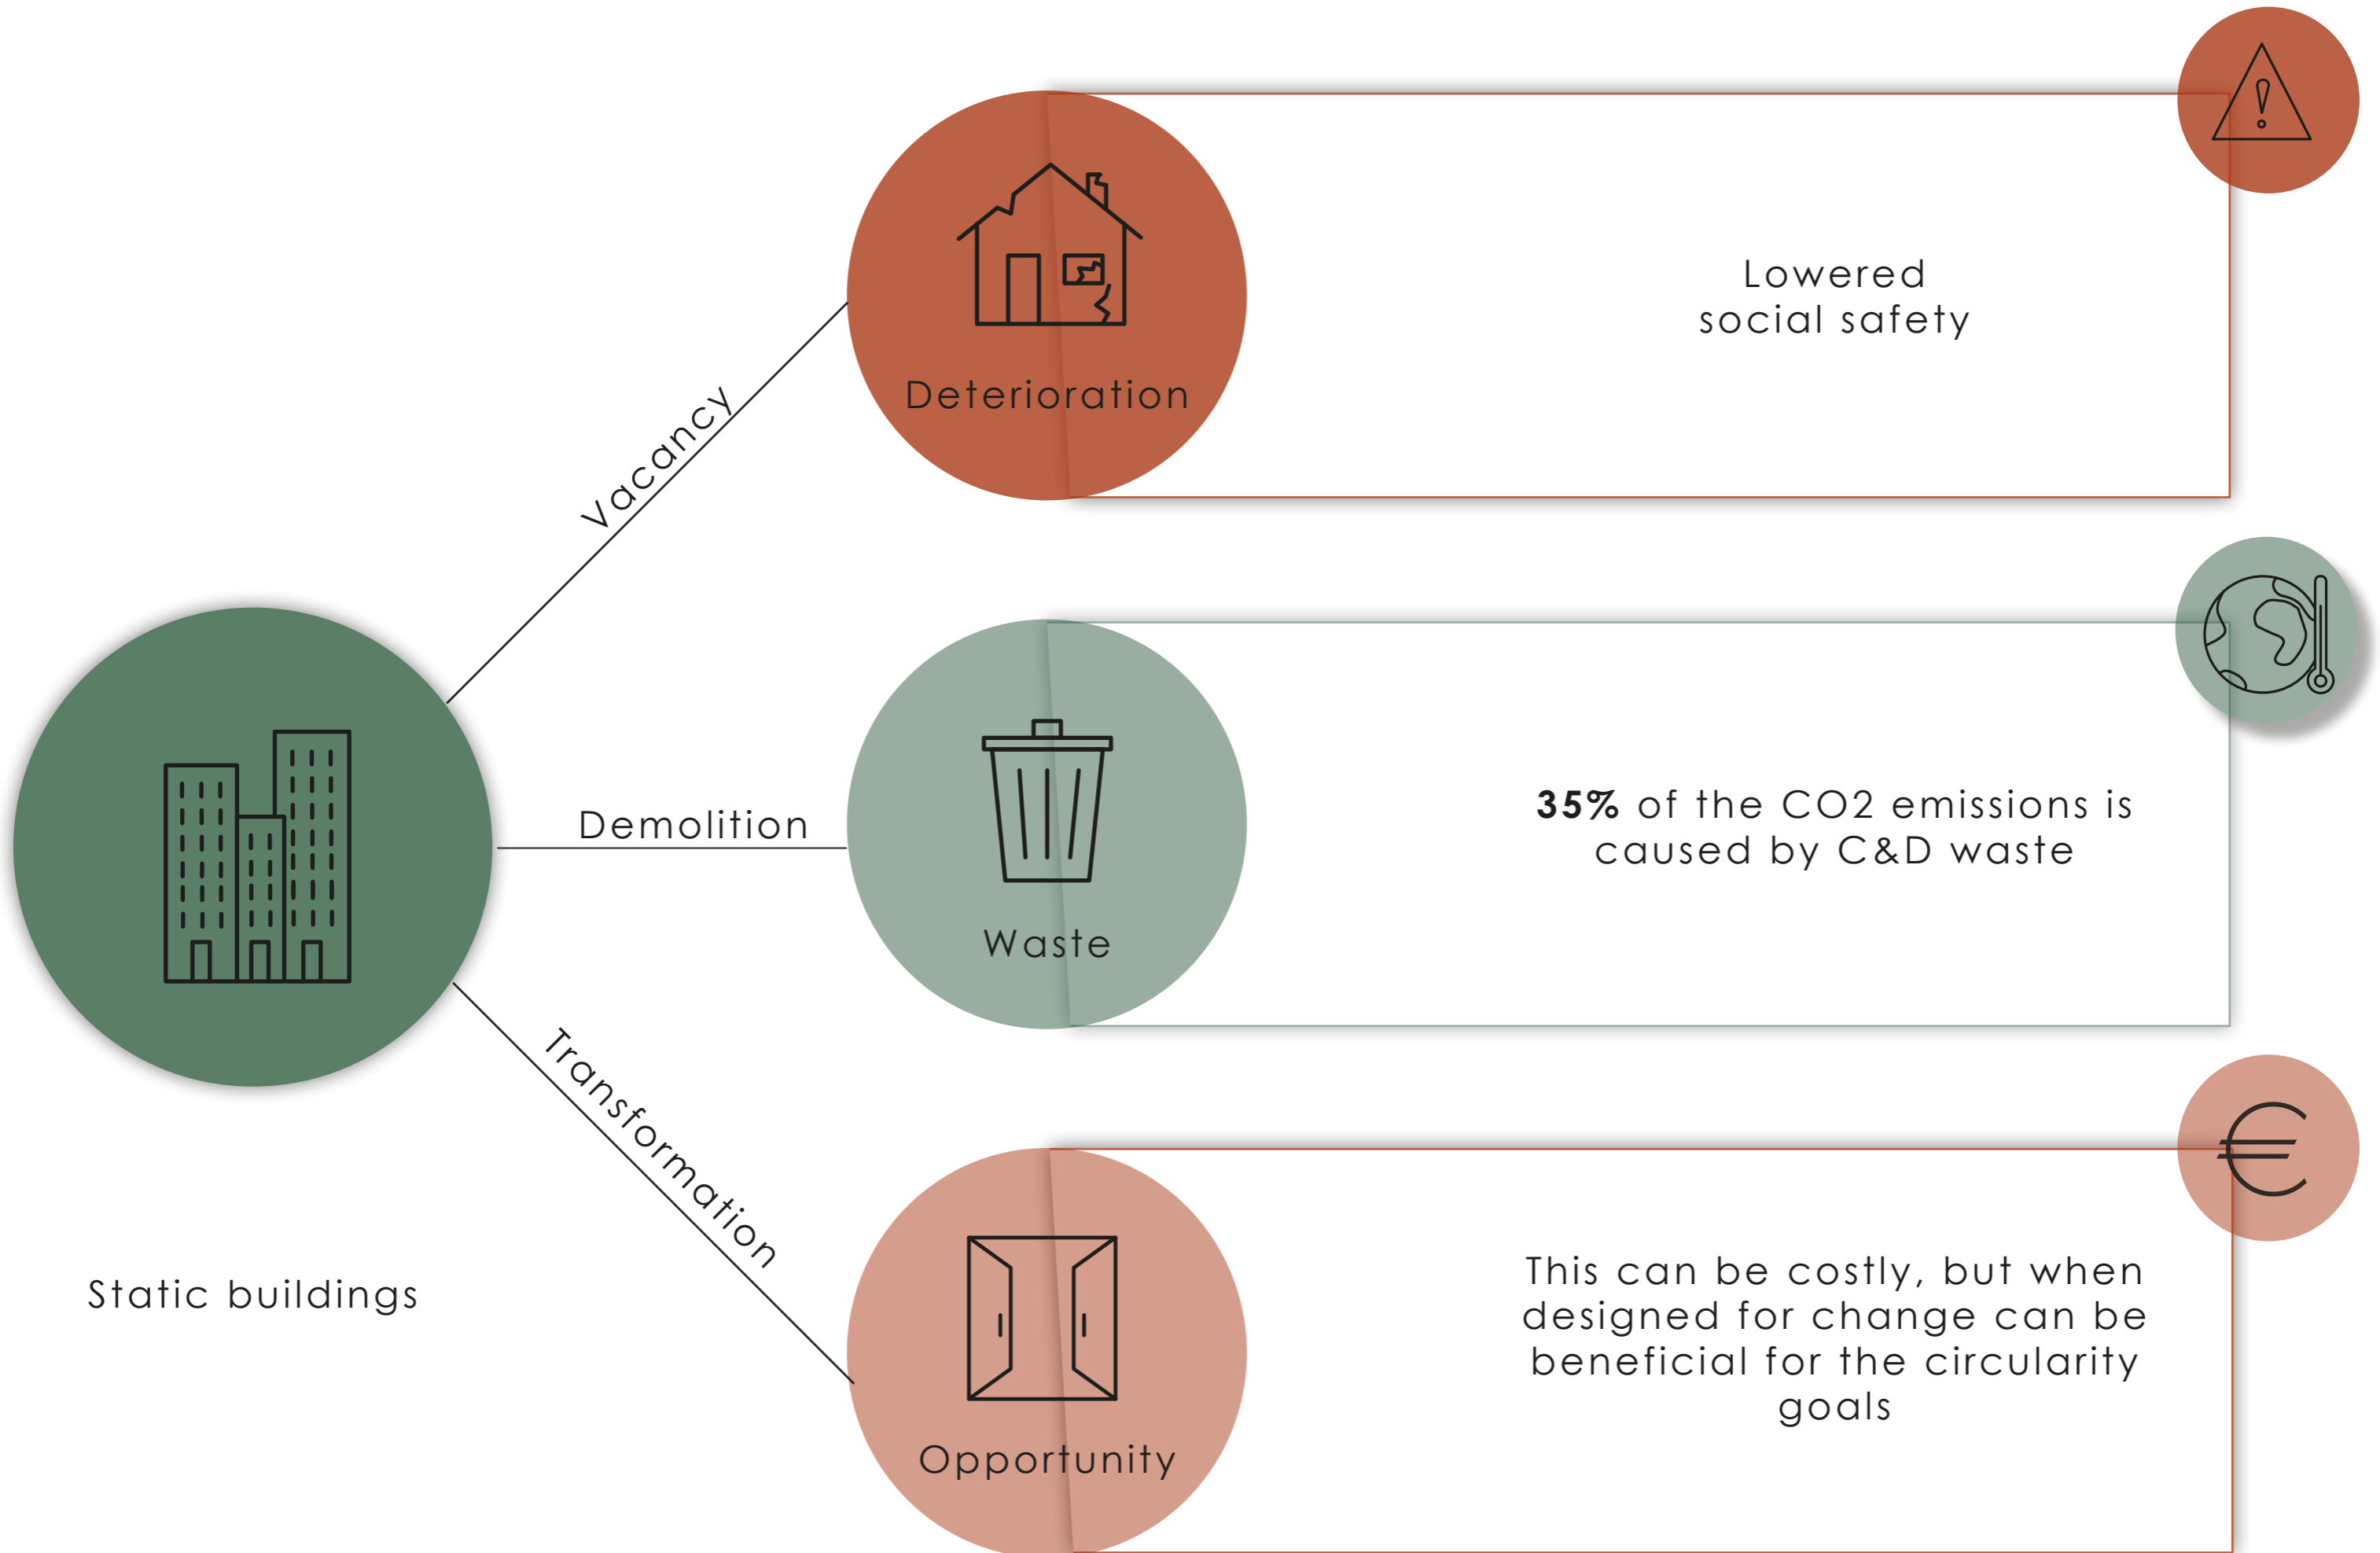 Static buildings
Vacancy
Deterioration
Lowered
social safety
Demolition
Waste
35% of the CO2 emissions is
caused by C&D waste
Transformation
Opportunity
This can be costly, but when
designed for change can be
beneficial for the circularity
goals
€